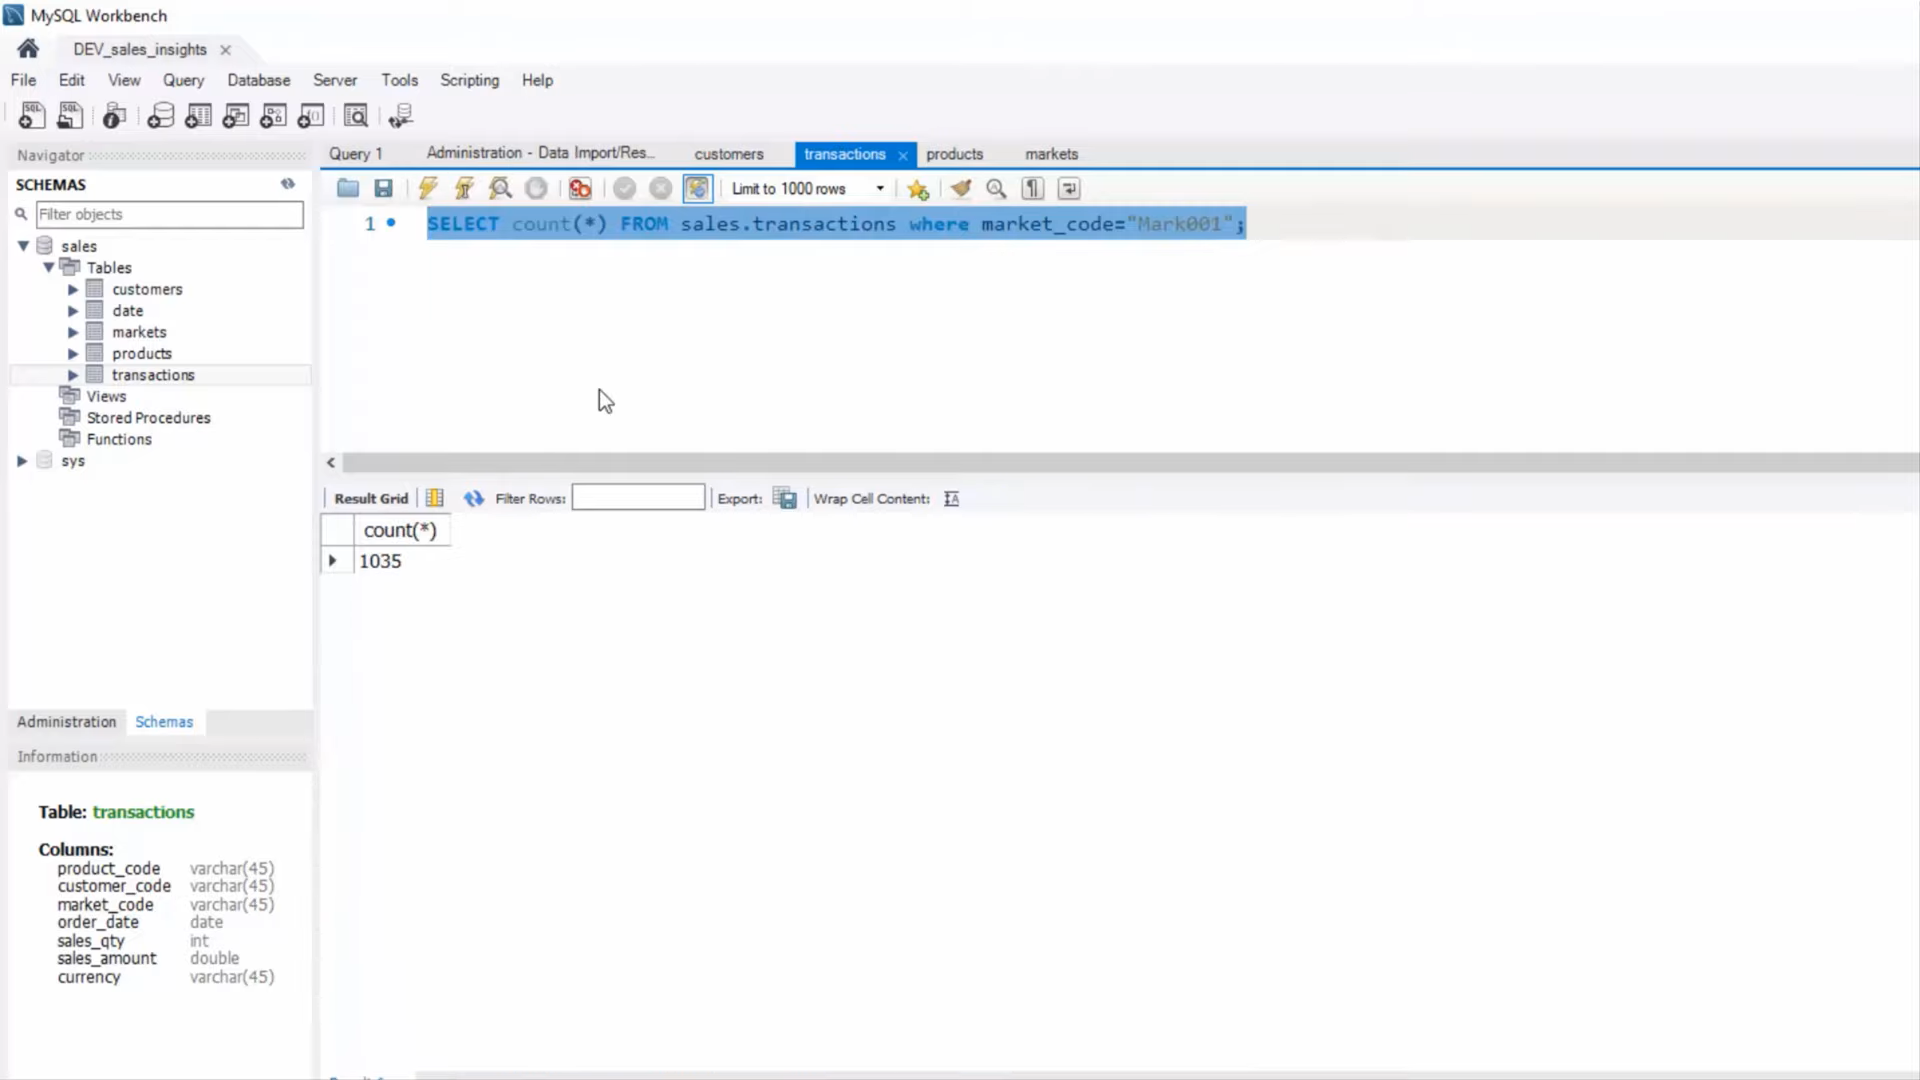 MySQL Workbench
DEV_sales_insights
File Edit View Query Database Server Tools Scripting Help
Navigator
SCHEMAS
Filter objects
sales
Tables
customers
date
markets
products
transactions
Views
Stored Procedures
Functions
sys
Administration Schemas
Information
Table: transactions
Columns:
product_code varchar(45)
customer_code varchar(45)
market_code varchar(45)
order_date date
sales_qty int
sales_amount double
currency varchar(45)
Query 1 Administration - Data Import/Res... customers transactions products markets
Limit to 1000 rows
1 SELECT count(*) FROM sales.transactions where market_code="Mark001";
Result Grid Filter Rows: Export: Wrap Cell Content:
count(*)
1035